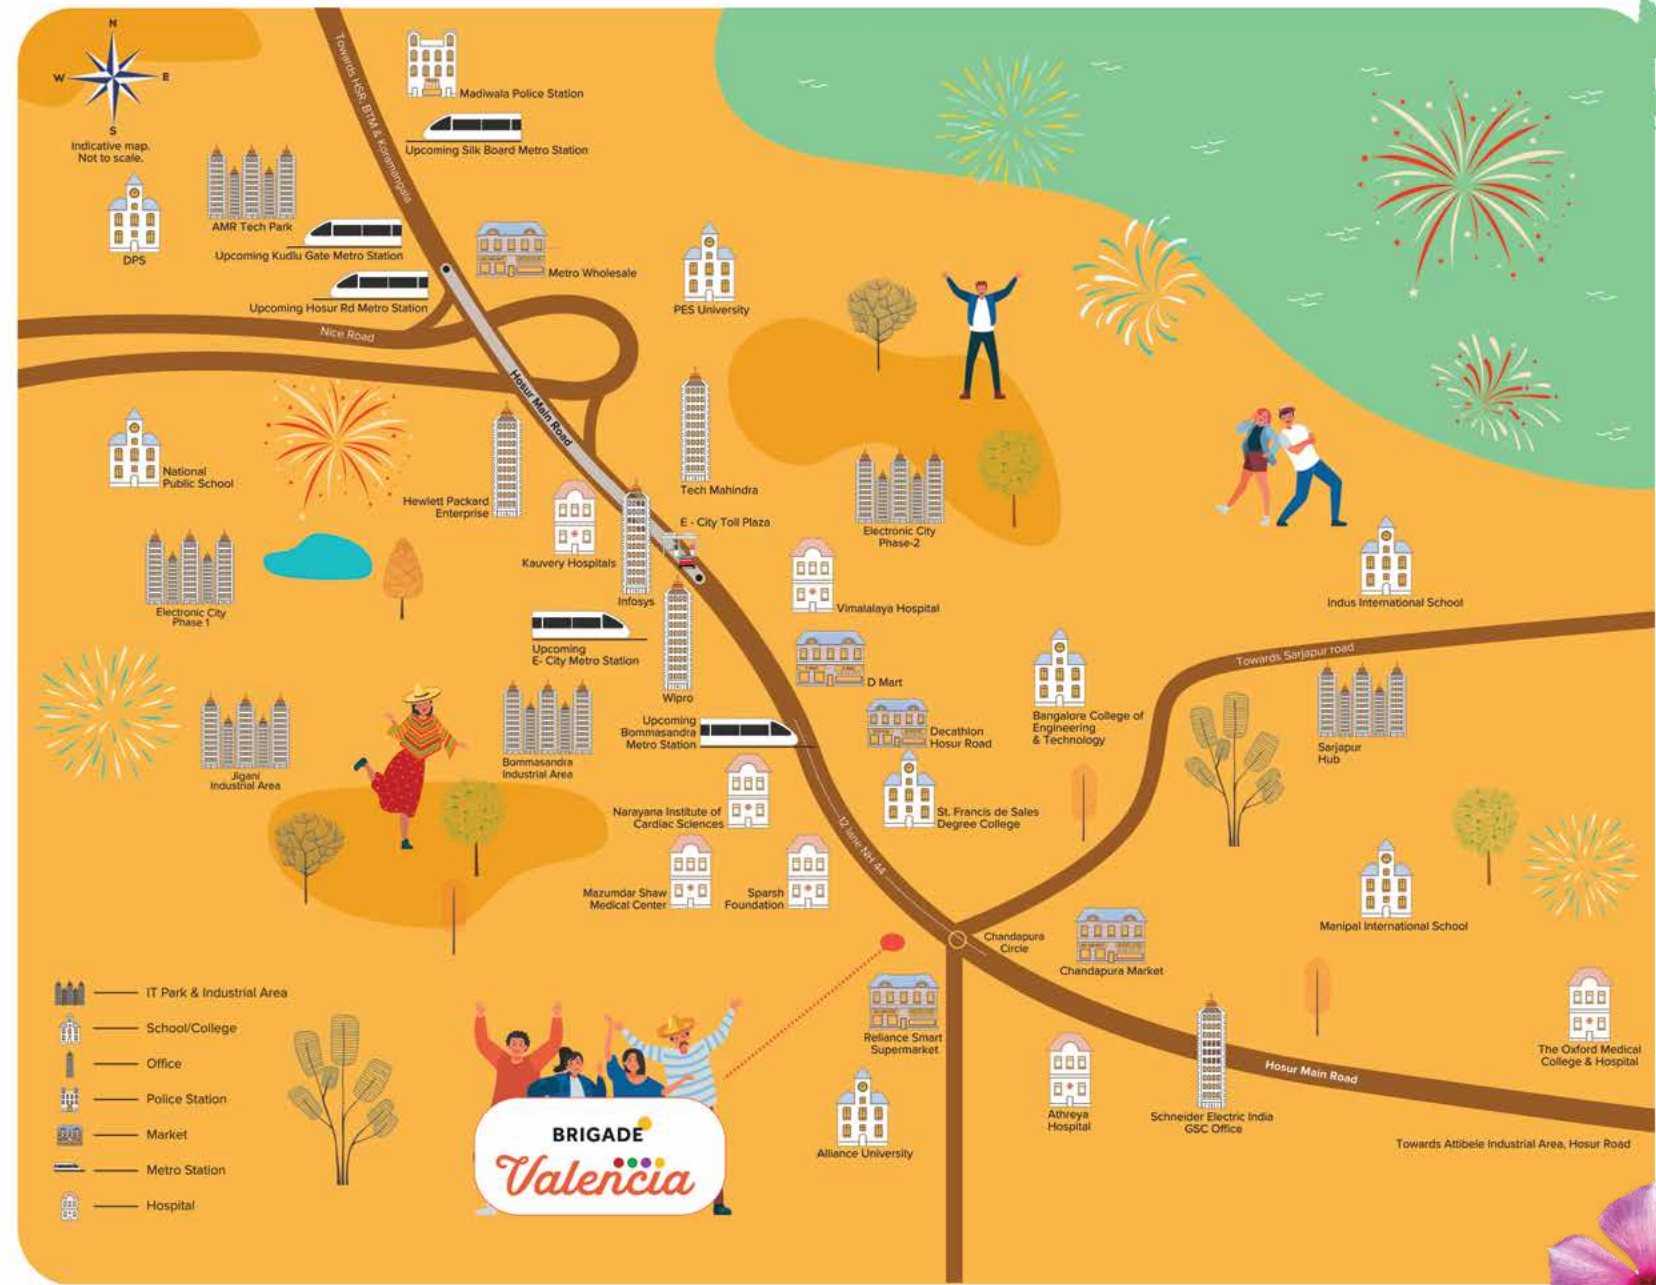 N
W
E
S
Indicative map.
Not to scale.
Towards HSR, BTM & Koramangala
Madiwala Police Station
Upcoming Silk Board Metro Station
AMR Tech Park
DPS
Upcoming Kudlu Gate Metro Station
Upcoming Hosur Rd Metro Station
Metro Wholesale
PES University
Nice Road
Hosur Main Road
National
Public School
Hewlett Packard
Enterprise
Tech Mahindra
E - City Toll Plaza
Electronic City
Phase-2
Kauvery Hospitals
Infosys
Electronic City
Phase 1
Vimalalaya Hospital
Indus International School
Upcoming
E- City Metro Station
Wipro
D Mart
Towards Sarjapur road
Upcoming
Bommasandra
Metro Station
Decathlon
Hosur Road
Bangalore College of
Engineering
& Technology
Sarjapur
Hub
Jigani
Industrial Area
Bommasandra
Industrial Area
Narayana Institute of
Cardiac Sciences
St. Francis de Sales
Degree College
12 lane NH 44
Mazumdar Shaw
Medical Center
Sparsh
Foundation
Manipal International School
Chandapura
Circle
Chandapura Market
IT Park & Industrial Area
School/College
Office
Police Station
Market
Metro Station
Hospital
Reliance Smart
Supermarket
The Oxford Medical
College & Hospital
Hosur Main Road
Athreya
Hospital
Schneider Electric India
GSC Office
Alliance University
Towards Attibele Industrial Area, Hosur Road
BRIGADE
Valencia